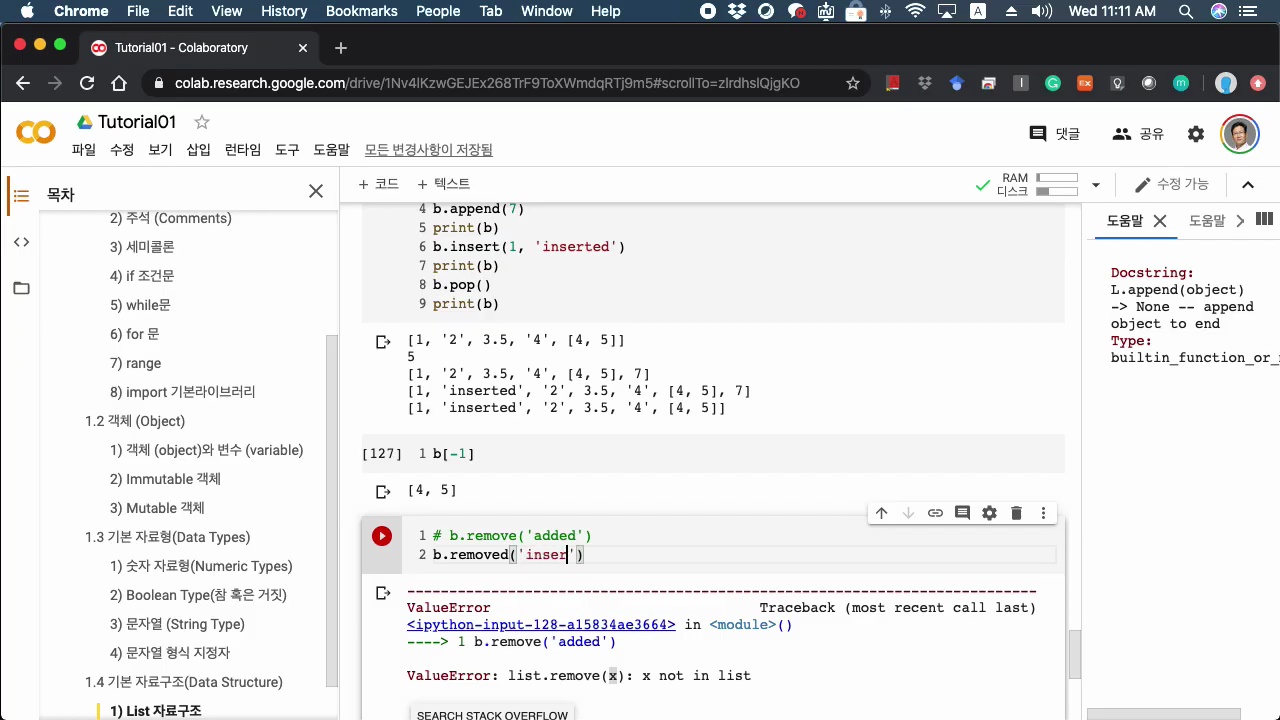 Chrome File Edit View History Bookmarks People Tab Window Help Wed 11:11 AM
Tutorial01 - Colaboratory
colab.research.google.com/drive/1Nv4lKzwGEJEx268TrF9ToXWmdqRTj9m5#scrollTo=zlrdhslQjgKO
Tutorial01
파일 수정 보기 삽입 런타임 도구 도움말 모든 변경사항이 저장됨
댓글 공유
목차
+ 코드 + 텍스트
RAM
디스크
수정 가능
2) 주석 (Comments)
3) 세미콜론
4) if 조건문
5) while문
6) for 문
7) range
8) import 기본라이브러리
1.2 객체 (Object)
1) 객체 (object)와 변수 (variable)
2) Immutable 객체
3) Mutable 객체
1.3 기본 자료형(Data Types)
1) 숫자 자료형(Numeric Types)
2) Boolean Type(참 혹은 거짓)
3) 문자열 (String Type)
4) 문자열 형식 지정자
1.4 기본 자료구조(Data Structure)
1) List 자료구조
4 b.append(7)
5 print(b)
6 b.insert(1, 'inserted')
7 print(b)
8 b.pop()
9 print(b)
[1, '2', 3.5, '4', [4, 5]]
5
[1, '2', 3.5, '4', [4, 5], 7]
[1, 'inserted', '2', 3.5, '4', [4, 5], 7]
[1, 'inserted', '2', 3.5, '4', [4, 5]]
[127] 1 b[-1]
[4, 5]
1 # b.remove('added')
2 b.removed('inser')
---------------------------------------------------------------------------
ValueError Traceback (most recent call last)
<ipython-input-128-a15834ae3664> in <module>()
----> 1 b.remove('added')
ValueError: list.remove(x): x not in list
SEARCH STACK OVERFLOW
도움말 도움말
Docstring:
L.append(object)
-> None -- append
object to end
Type:
builtin_function_or_